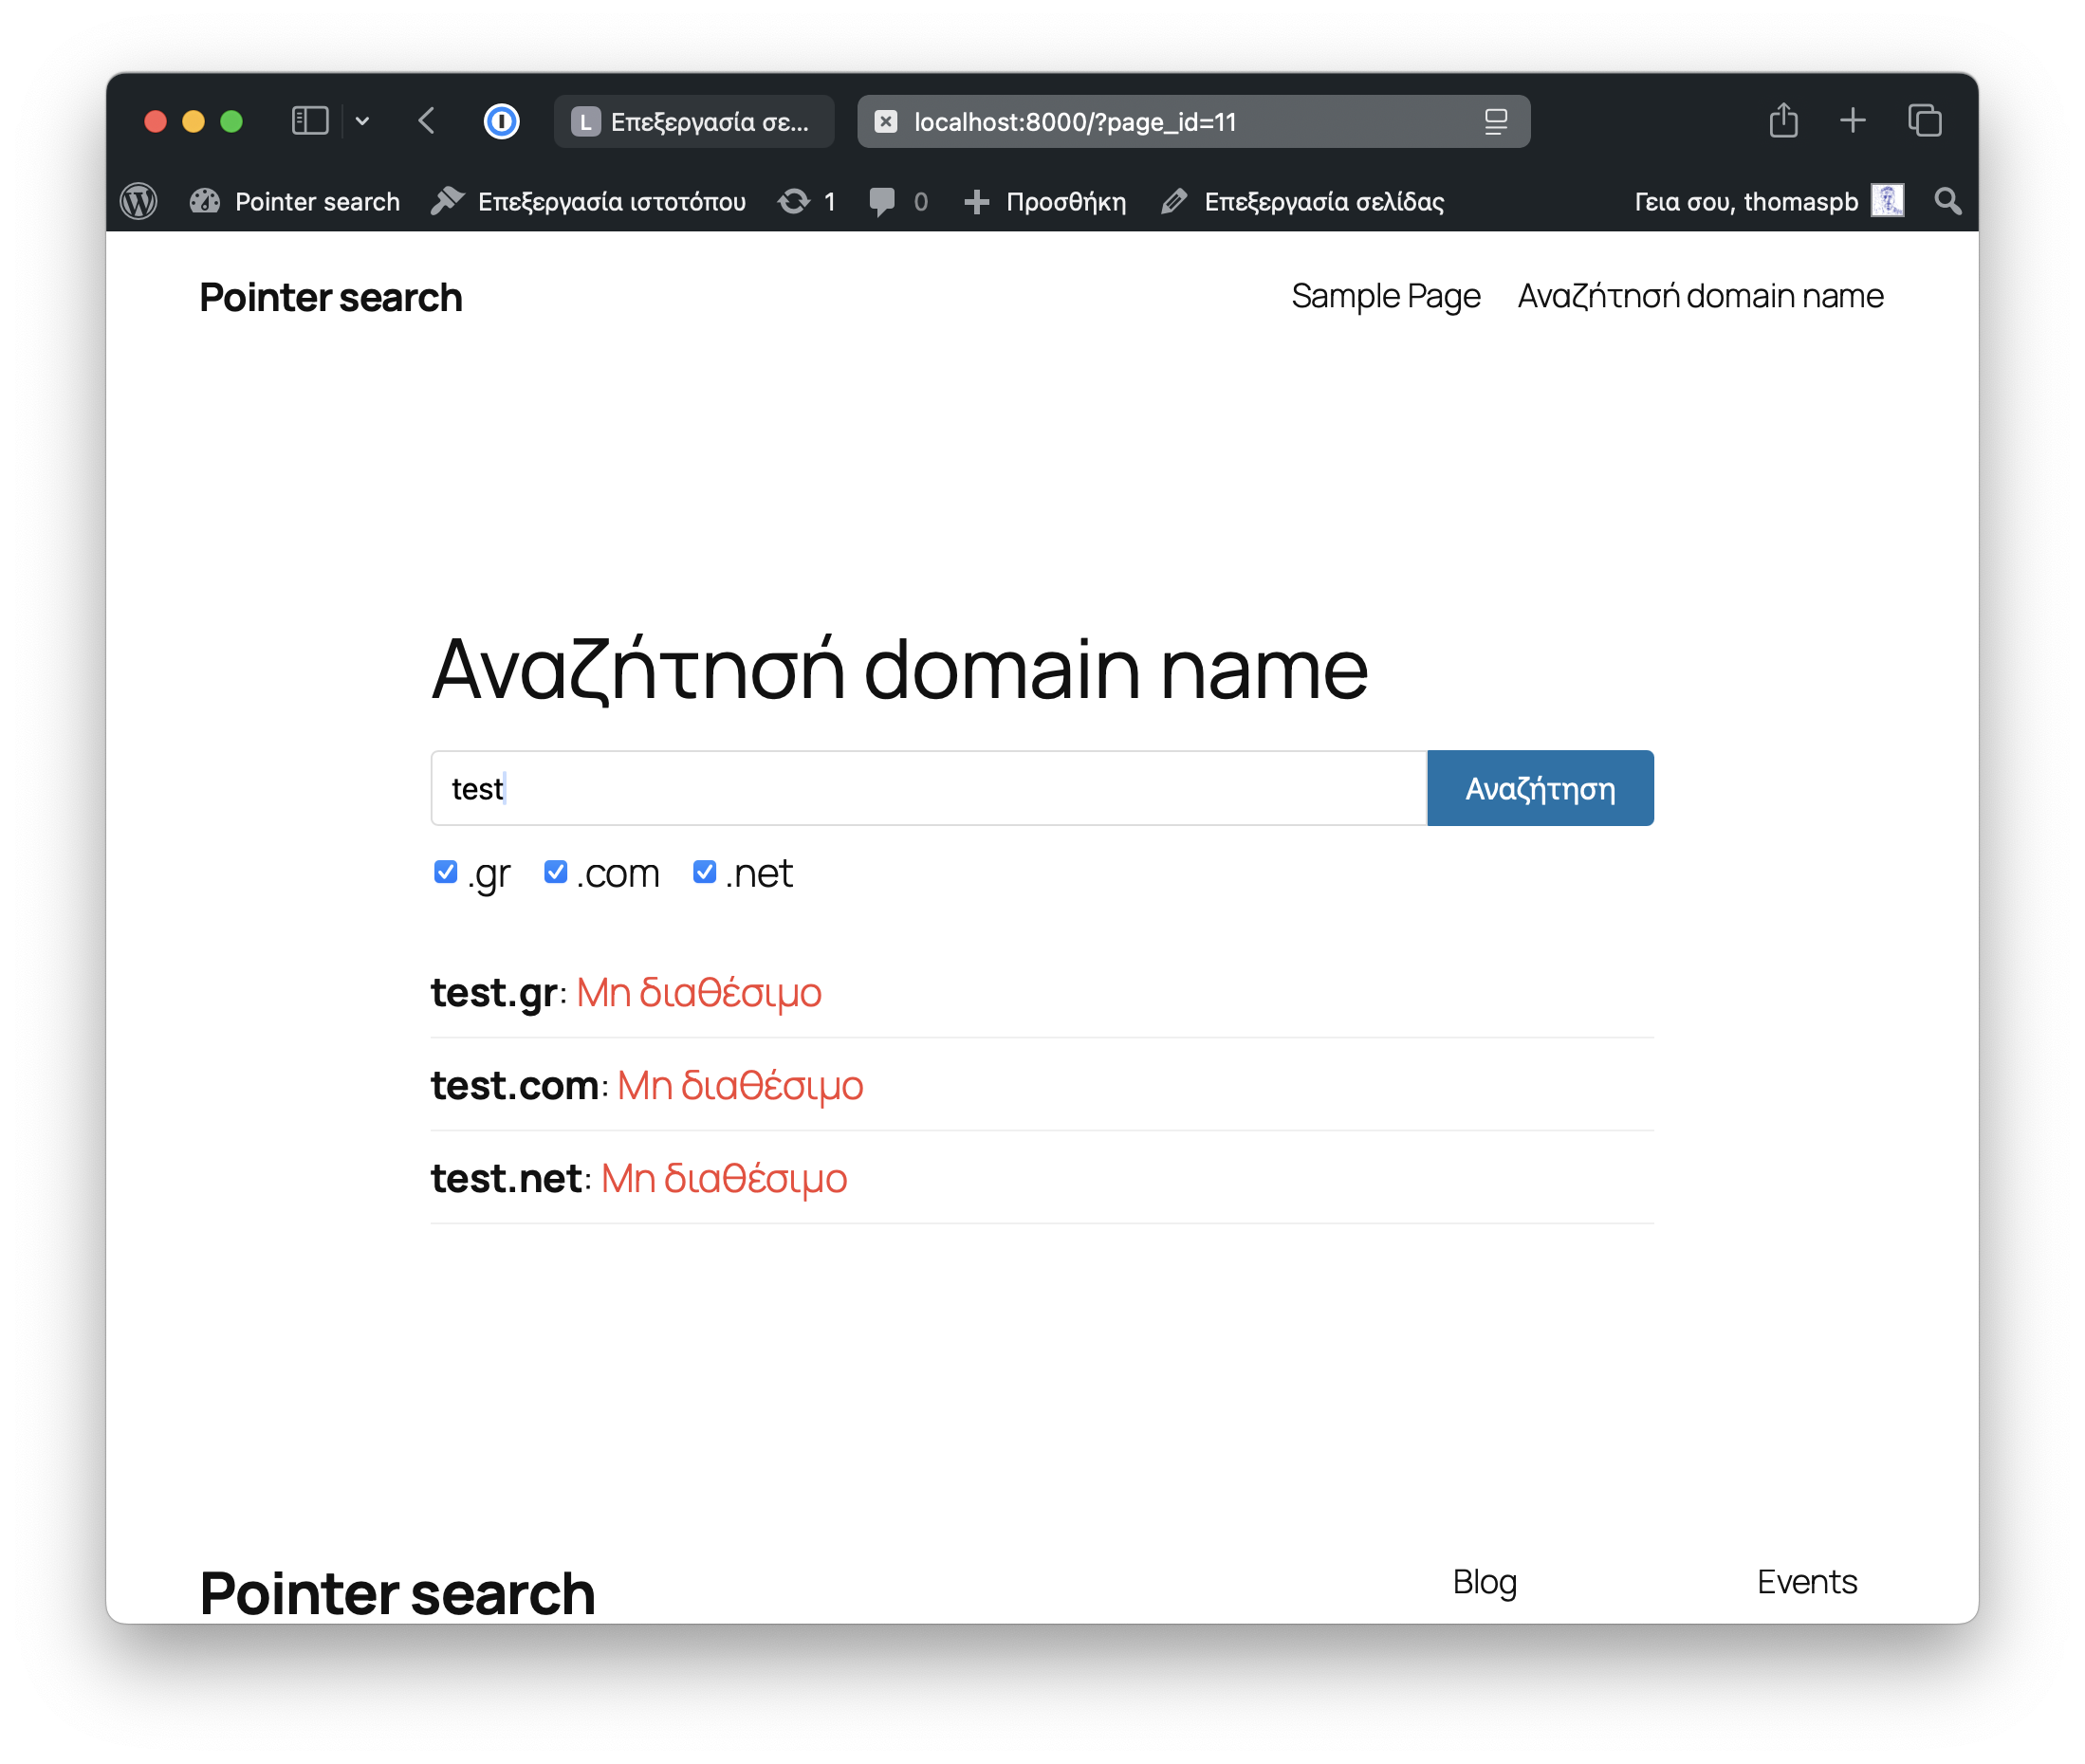 L Επεξεργασία σε... localhost:8000/?page_id=11
Pointer search Επεξεργασία ιστοτόπου 1 0 Προσθήκη Επεξεργασία σελίδας Γεια σου, thomaspb
Pointer search Sample Page Αναζήτησή domain name
Αναζήτησή domain name
test Αναζήτηση
.gr .com .net
test.gr: Μη διαθέσιμο
test.com: Μη διαθέσιμο
test.net: Μη διαθέσιμο
Pointer search Blog Events